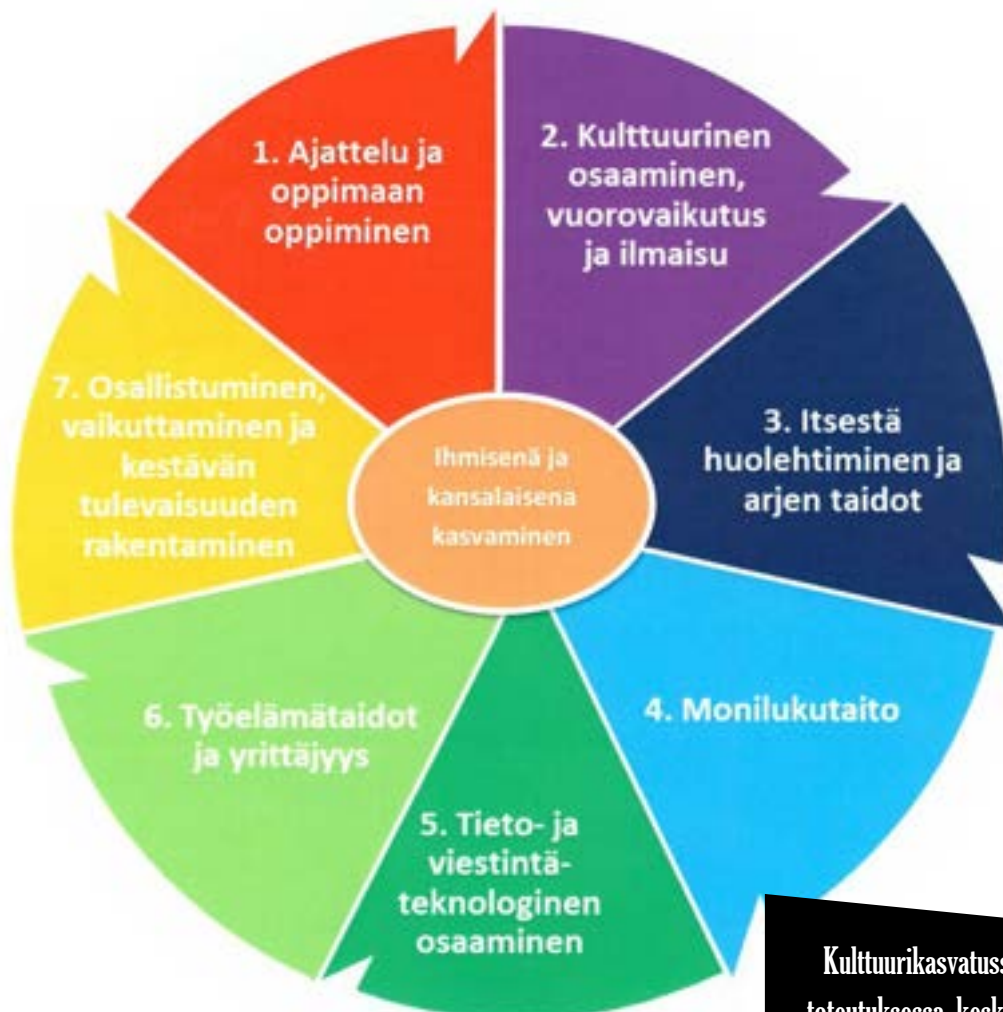 1. Ajattelu ja
oppimaan
oppiminen
2. Kulttuurinen
osaaminen,
vuorovaikutus
ja ilmaisu
3. Itsestä
huolehtiminen ja
arjen taidot
4. Monilukutaito
5. Tieto- ja
viestintä-
teknologinen
osaaminen
6. Työelämätaidot
ja yrittäjyys
7. Osallistuminen,
vaikuttaminen ja
kestävän
tulevaisuuden
rakentaminen
Ihmisenä ja
kansalaisena
kasvaminen